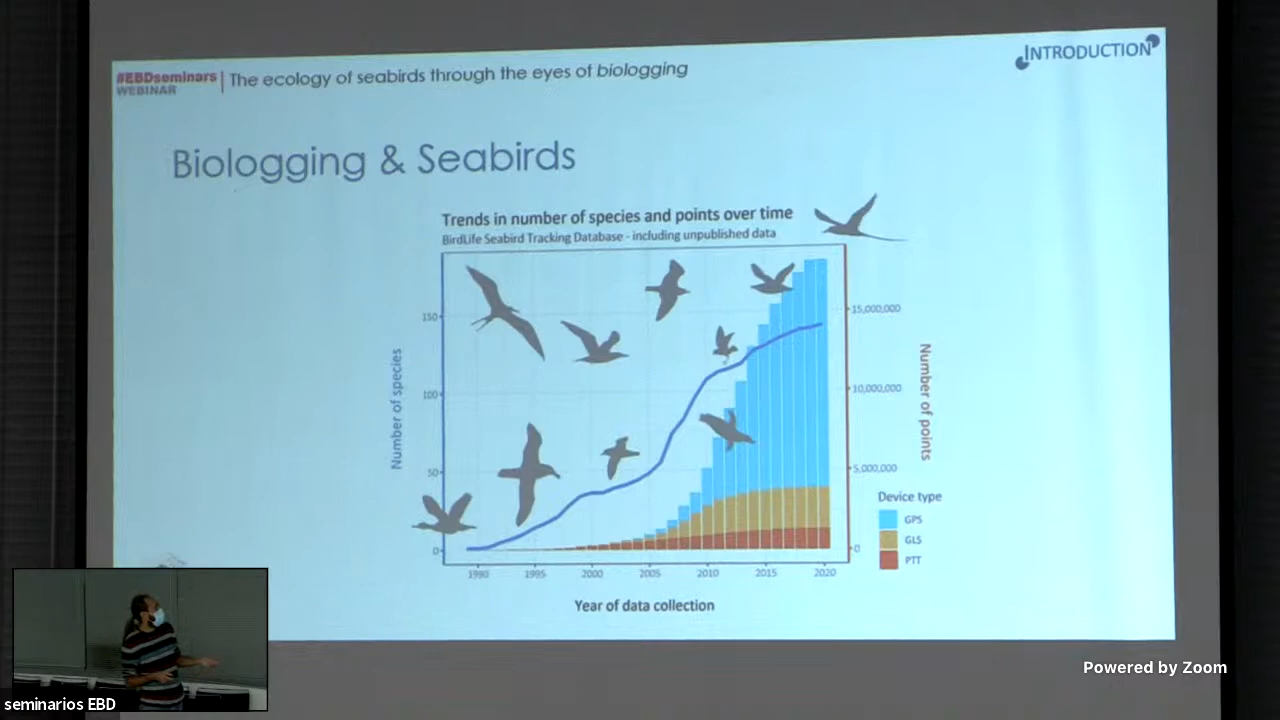 #EBDseminars
WEBINAR
The ecology of seabirds through the eyes of biologging
INTRODUCTION
Biologging & Seabirds
Trends in number of species and points over time
BirdLife Seabird Tracking Database - including unpublished data
Number of species
150
100
50
0
15,000,000
10,000,000
5,000,000
0
Number of points
Device type
GPS
GLS
PTT
1990 1995 2000 2005 2010 2015 2020
Year of data collection
Powered by Zoom
seminarios EBD